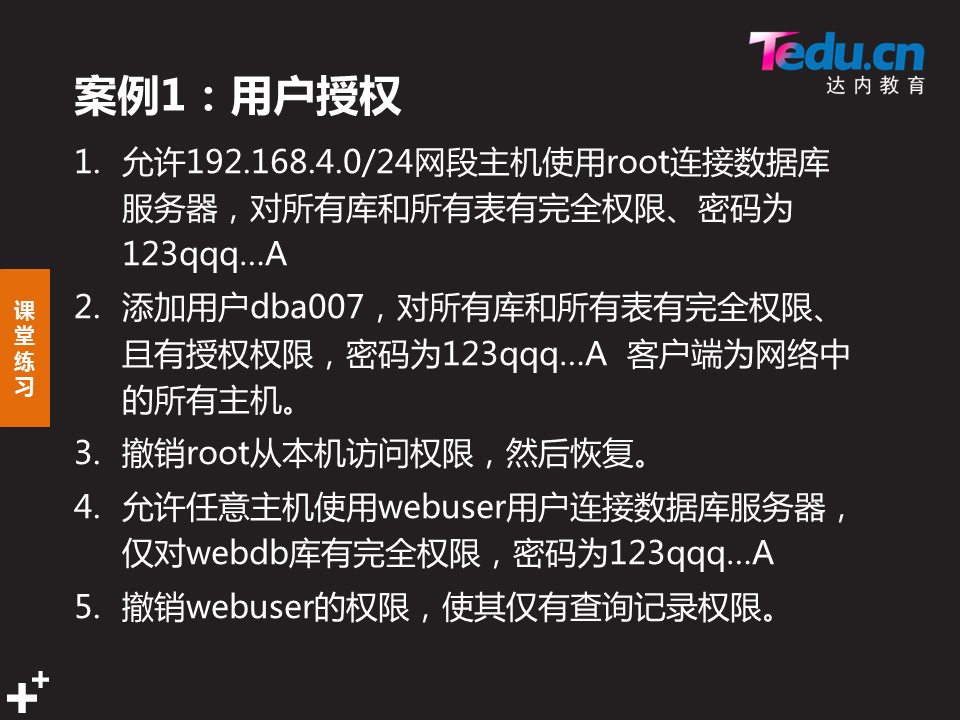 Tedu.cn
达内教育
案例1：用户授权
1. 允许192.168.4.0/24网段主机使用root连接数据库
服务器，对所有库和所有表有完全权限、密码为
123qqq…A
2. 添加用户dba007，对所有库和所有表有完全权限、
且有授权权限，密码为123qqq…A 客户端为网络中
的所有主机。
3. 撤销root从本机访问权限，然后恢复。
4. 允许任意主机使用webuser用户连接数据库服务器，
仅对webdb库有完全权限，密码为123qqq…A
5. 撤销webuser的权限，使其仅有查询记录权限。
课
堂
练
习